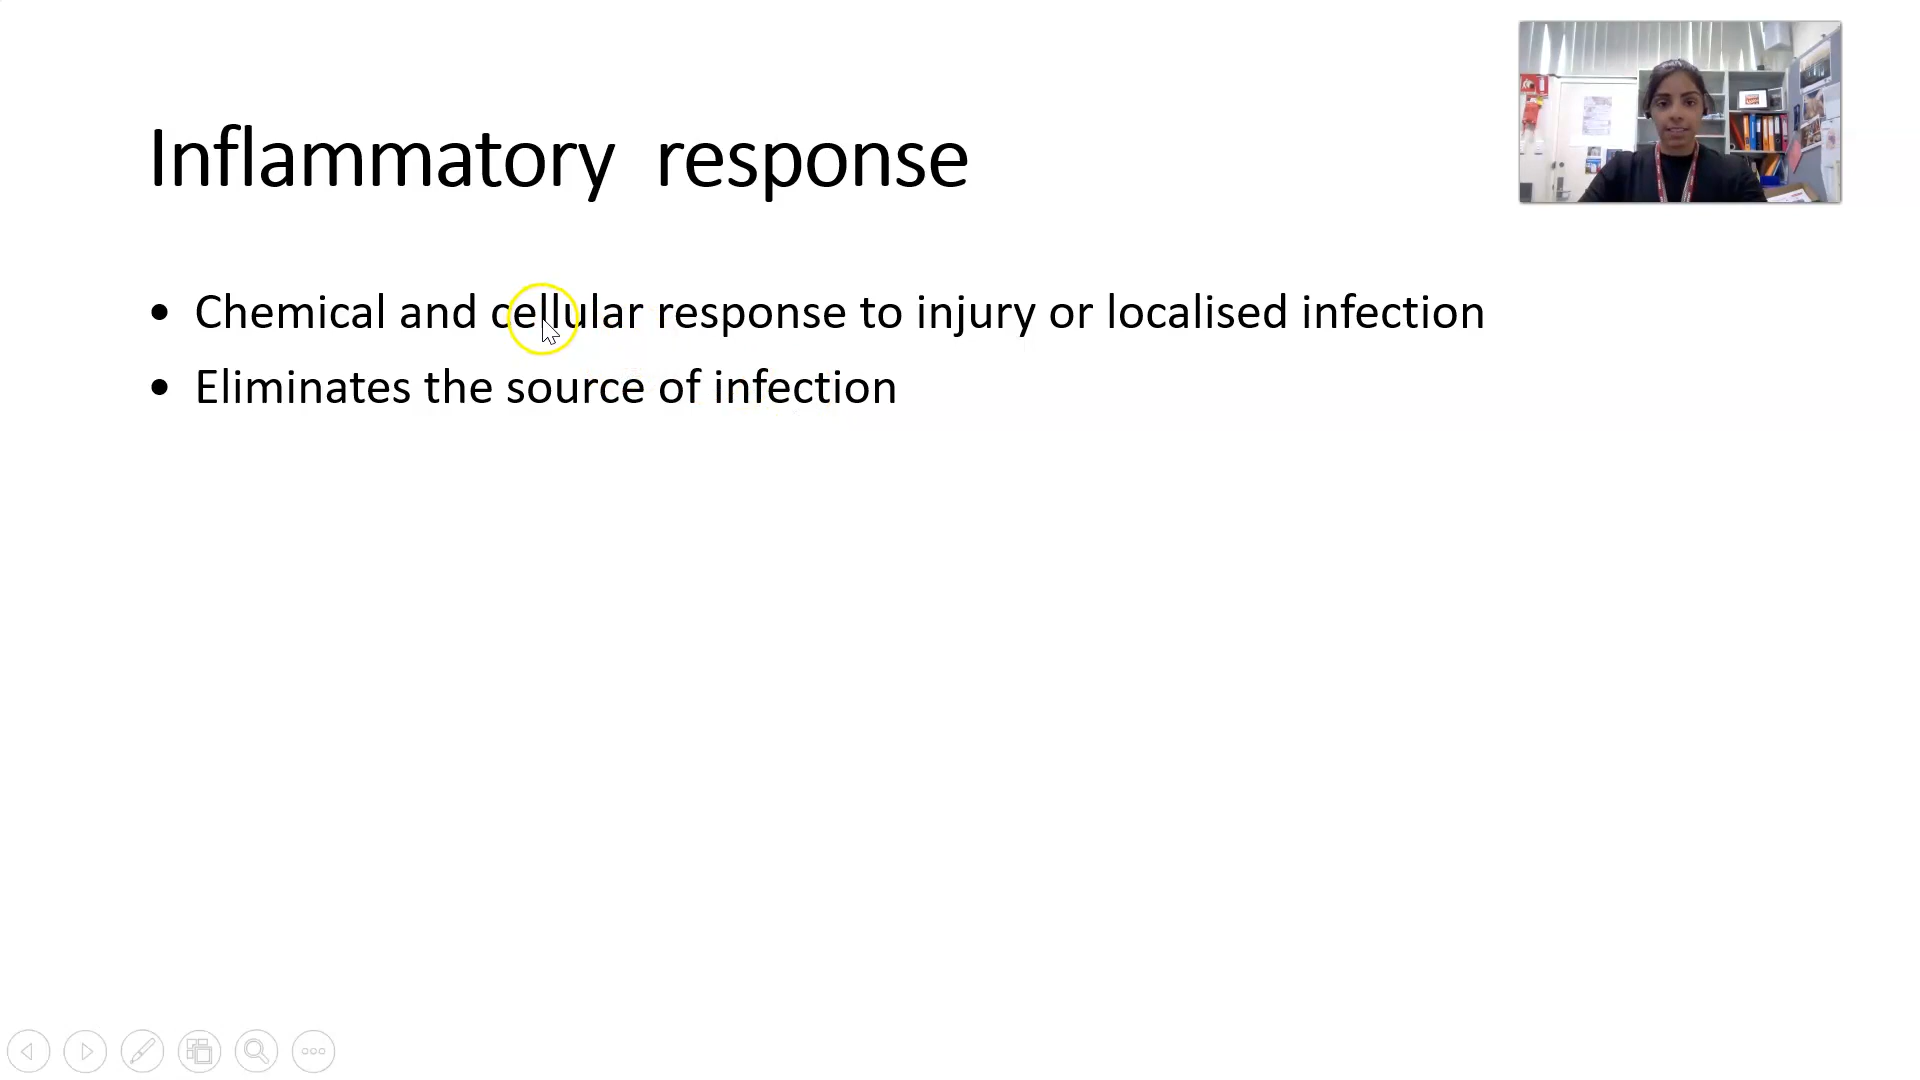 Inflammatory response
• Chemical and cellular response to injury or localised infection
• Eliminates the source of infection